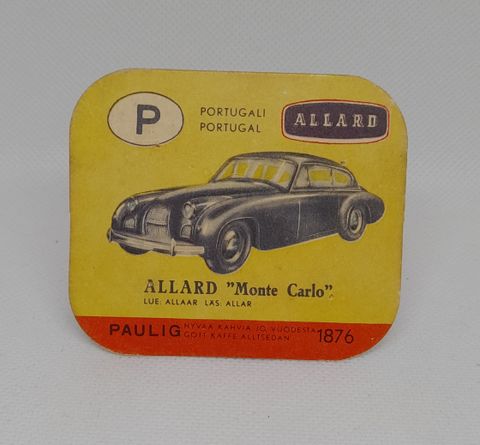 P
PORTUGALI
PORTUGAL
ALLARD
ALLARD "Monte Carlo"
LUE: ALLAAR LÄS: ALLAR
PAULIG HYVÄÄ KAHVIA JO VUODESTA 1876
GOTT KAFFE ALLTSEDAN